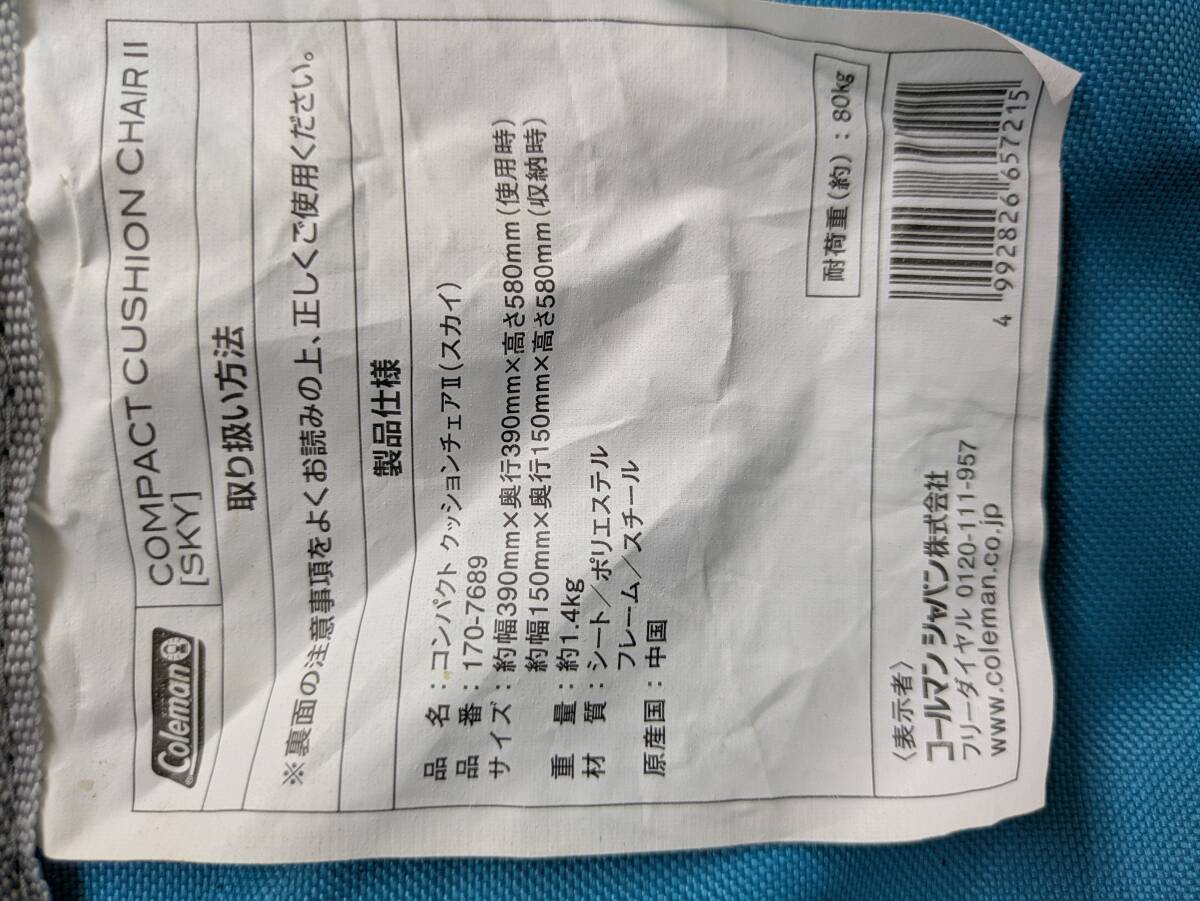 Coleman
COMPACT CUSHION CHAIR II
[SKY]
取り扱い方法
※裏面の注意事項をよくお読みの上、正しくご使用ください。
製品仕様
品 名:コンパクト クッションチェアⅡ(スカイ)
品 番:170-7689
サイズ:約幅390mm×奥行390mm×高さ580mm(使用時)
約幅150mm×奥行150mm×高さ580mm(収納時)
重 量:約1.4kg
材 質:シート/ポリエステル
フレーム/スチール
原産国:中国
耐荷重(約):80kg
〈表示者〉
コールマン ジャパン株式会社
フリーダイヤル 0120-111-957
www.coleman.co.jp
4 992826 657215